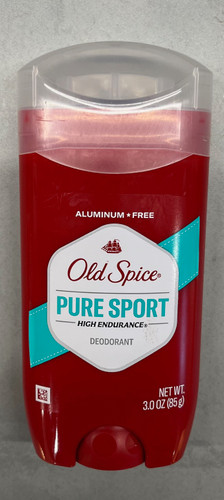 ALUMINUM ★ FREE
Old Spice®
PURE SPORT
HIGH ENDURANCE®
DEODORANT
NET WT.
3.0 OZ (85 g)